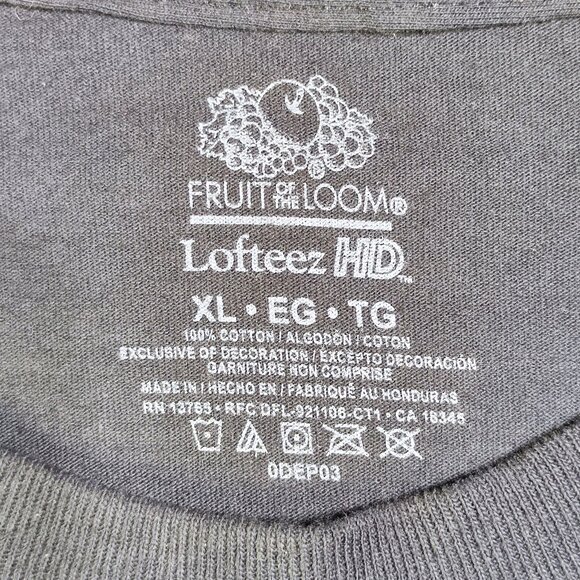 FRUIT OF THE LOOM®
Lofteez HD™
XL • EG • TG
100% COTTON / ALGODÓN / COTON
EXCLUSIVE OF DECORATION / EXCEPTO DECORACIÓN
GARNITURE NON COMPRISE
MADE IN / HECHO EN / FABRIQUÉ AU HONDURAS
RN 13765 • RFC DFL-921106-CT1 • CA 18345
0DEP03